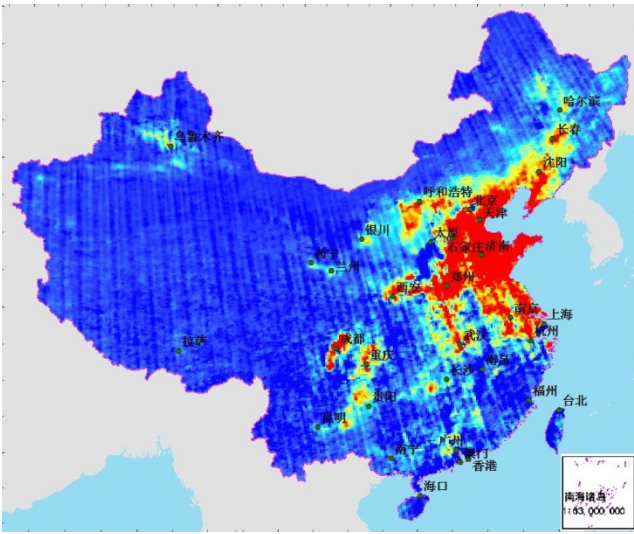 哈尔滨
长春
乌鲁木齐
沈阳
呼和浩特
北京
天津
银川
太原
石家庄
济南
西宁
兰州
郑州
西安
南京
上海
杭州
武汉
成都
拉萨
重庆
南昌
长沙
贵阳
福州
台北
昆明
广州
南宁
澳门
香港
海口
南海诸岛
1:53,000,000